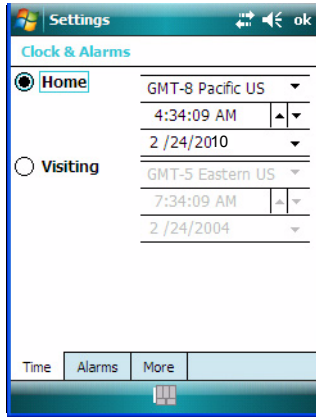 Settings ok
Clock & Alarms
Home
GMT-8 Pacific US
4:34:09 AM
2 /24/2010
Visiting
GMT-5 Eastern US
7:34:09 AM
2 /24/2004
Time Alarms More